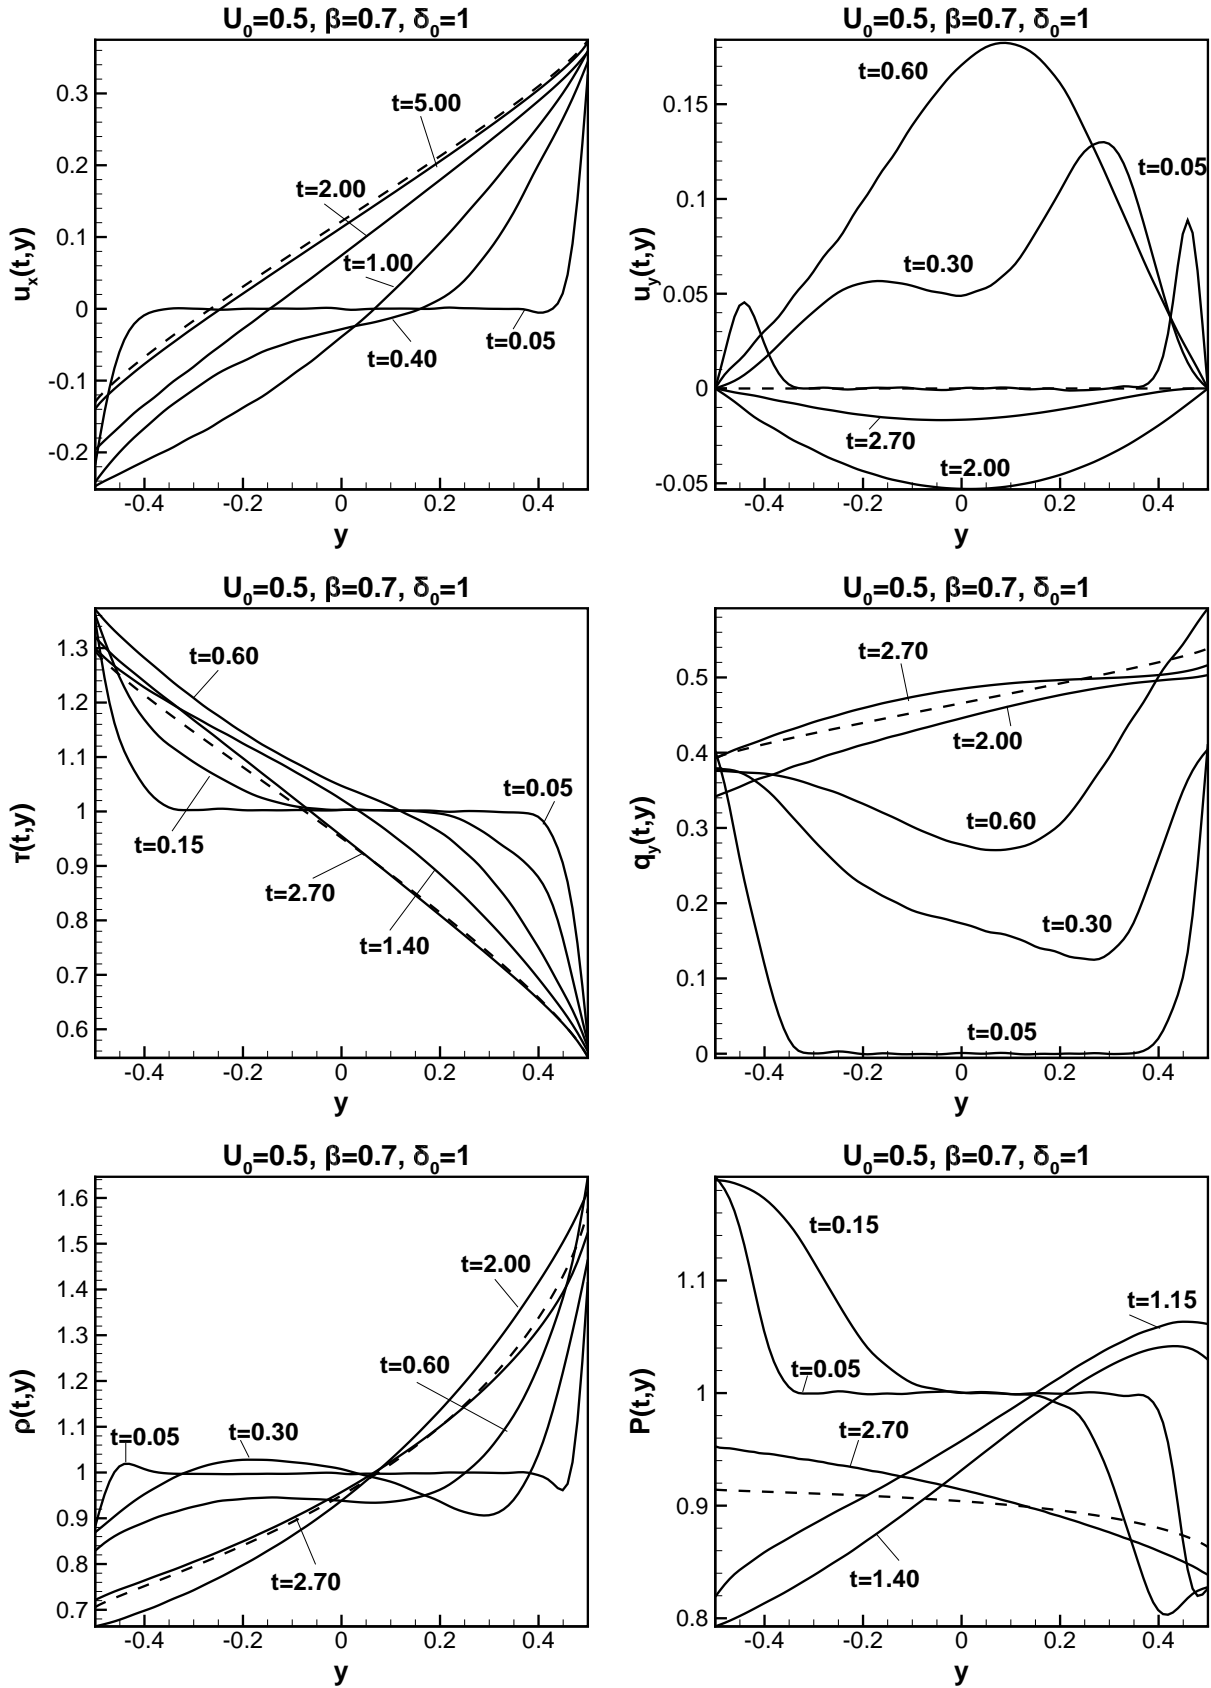 U₀=0.5, β=0.7, δ₀=1
uₓ(t,y)
0.3
0.2
0.1
0
-0.1
-0.2
t=5.00
t=2.00
t=1.00
t=0.40
t=0.05
-0.4
-0.2
0
0.2
0.4
y
U₀=0.5, β=0.7, δ₀=1
u_y(t,y)
0.15
0.1
0.05
0
-0.05
t=0.60
t=0.05
t=0.30
t=2.70
t=2.00
-0.4
-0.2
0
0.2
0.4
y
U₀=0.5, β=0.7, δ₀=1
τ(t,y)
1.3
1.2
1.1
1
0.9
0.8
0.7
0.6
t=0.60
t=0.05
t=0.15
t=2.70
t=1.40
-0.4
-0.2
0
0.2
0.4
y
U₀=0.5, β=0.7, δ₀=1
q_y(t,y)
0.5
0.4
0.3
0.2
0.1
0
t=2.70
t=2.00
t=0.60
t=0.30
t=0.05
-0.4
-0.2
0
0.2
0.4
y
U₀=0.5, β=0.7, δ₀=1
ρ(t,y)
1.6
1.5
1.4
1.3
1.2
1.1
1
0.9
0.8
0.7
t=2.00
t=0.60
t=0.05
t=0.30
t=2.70
-0.4
-0.2
0
0.2
0.4
y
U₀=0.5, β=0.7, δ₀=1
P(t,y)
1.1
1
0.9
0.8
t=0.15
t=1.15
t=0.05
t=2.70
t=1.40
-0.4
-0.2
0
0.2
0.4
y